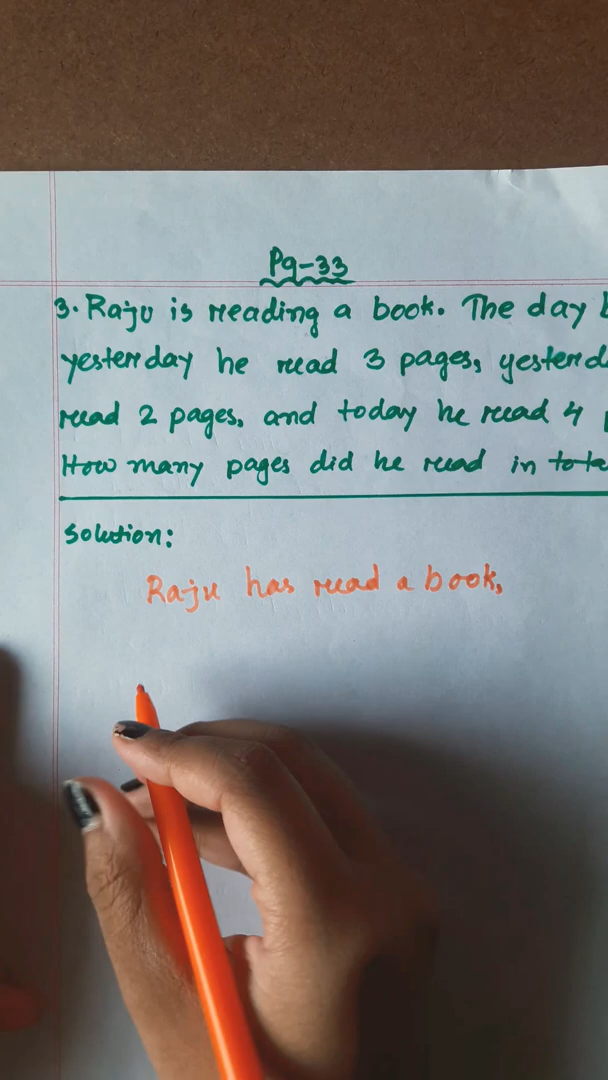 Pg-33
3. Raju is reading a book. The day
yesterday he read 3 pages, yesterd
read 2 pages, and today he read 4
How many pages did he read in tota
Solution:
Raju has read a book,